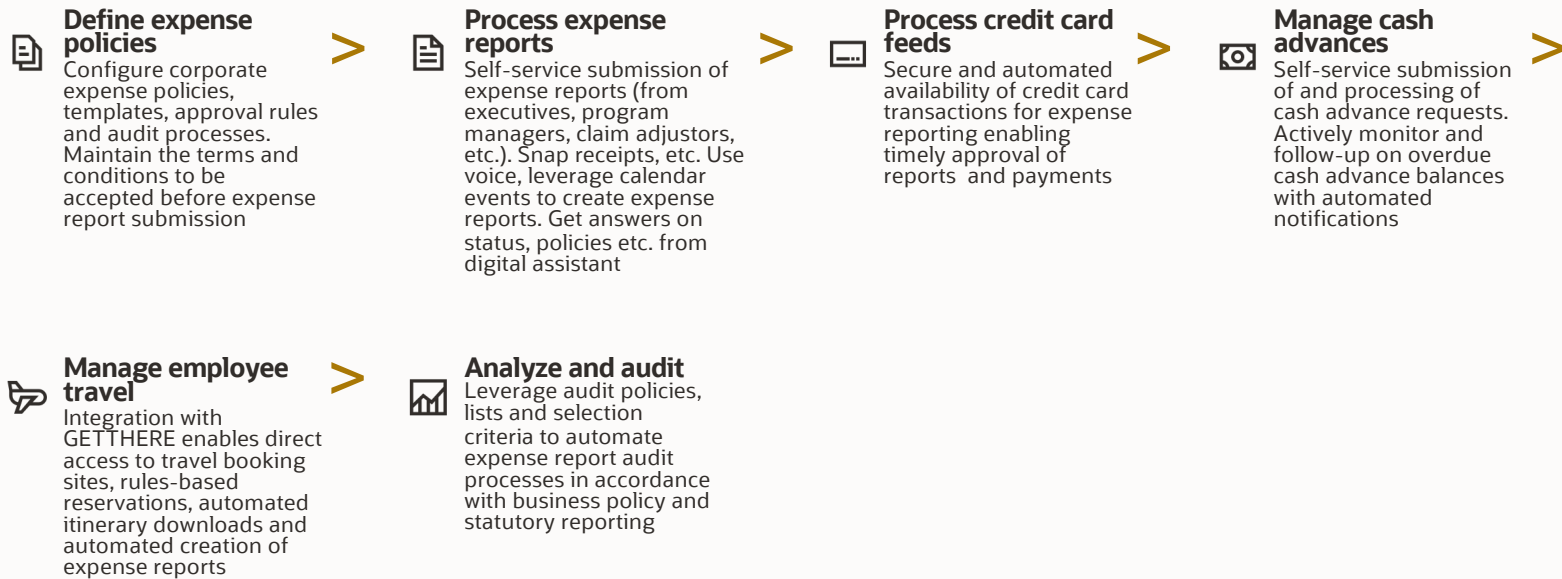 Define expense
policies
Configure corporate
expense policies,
templates, approval rules
and audit processes.
Maintain the terms and
conditions to be
accepted before expense
report submission
>
Process expense
reports
Self-service submission of
expense reports (from
executives, program
managers, claim adjustors,
etc.). Snap receipts, etc. Use
voice, leverage calendar
events to create expense
reports. Get answers on
status, policies etc. from
digital assistant
>
Process credit card
feeds
Secure and automated
availability of credit card
transactions for expense
reporting enabling
timely approval of
reports  and payments
>
Manage cash
advances
Self-service submission
of and processing of
cash advance requests.
Actively monitor and
follow-up on overdue
cash advance balances
with automated
notifications
>
Manage employee
travel
Integration with
GETTHERE enables direct
access to travel booking
sites, rules-based
reservations, automated
itinerary downloads and
automated creation of
expense reports
>
Analyze and audit
Leverage audit policies,
lists and selection
criteria to automate
expense report audit
processes in accordance
with business policy and
statutory reporting